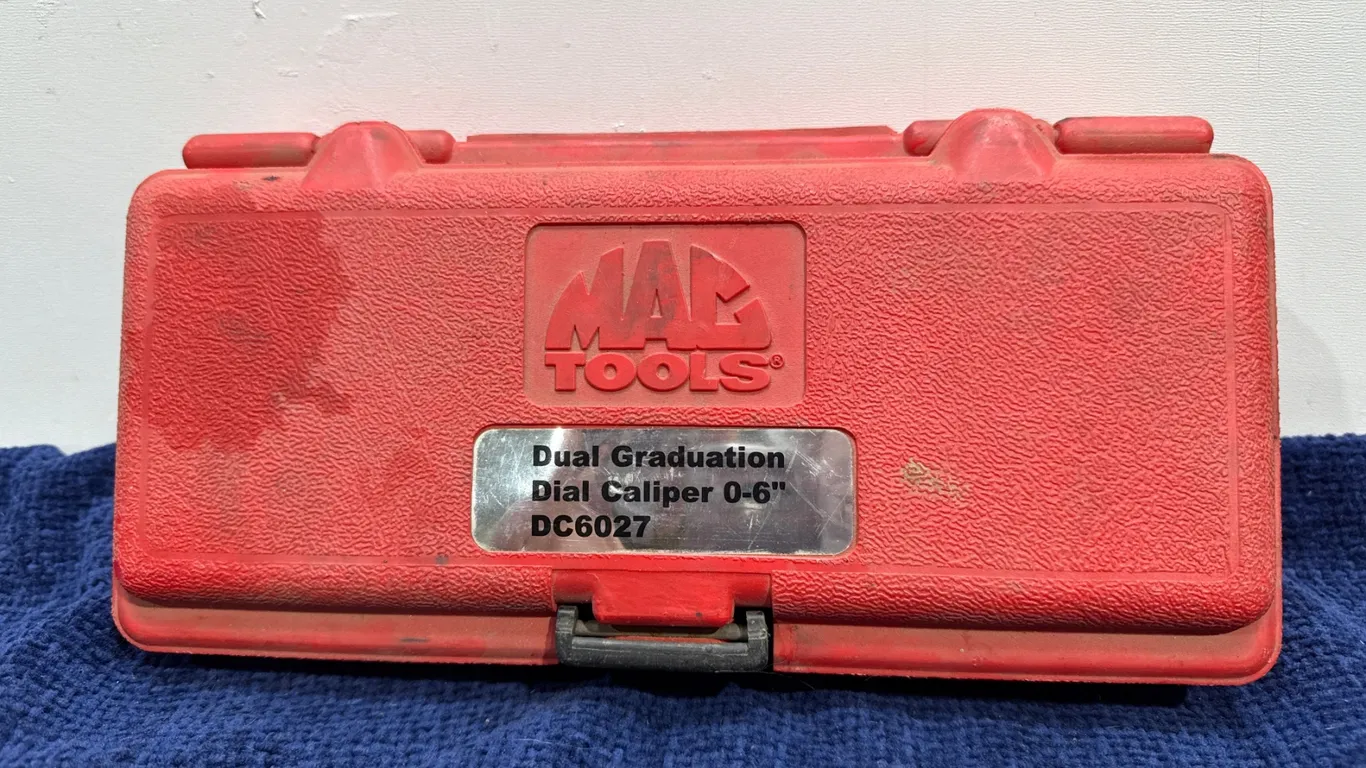 MAC
TOOLS®
Dual Graduation
Dial Caliper 0-6"
DC6027